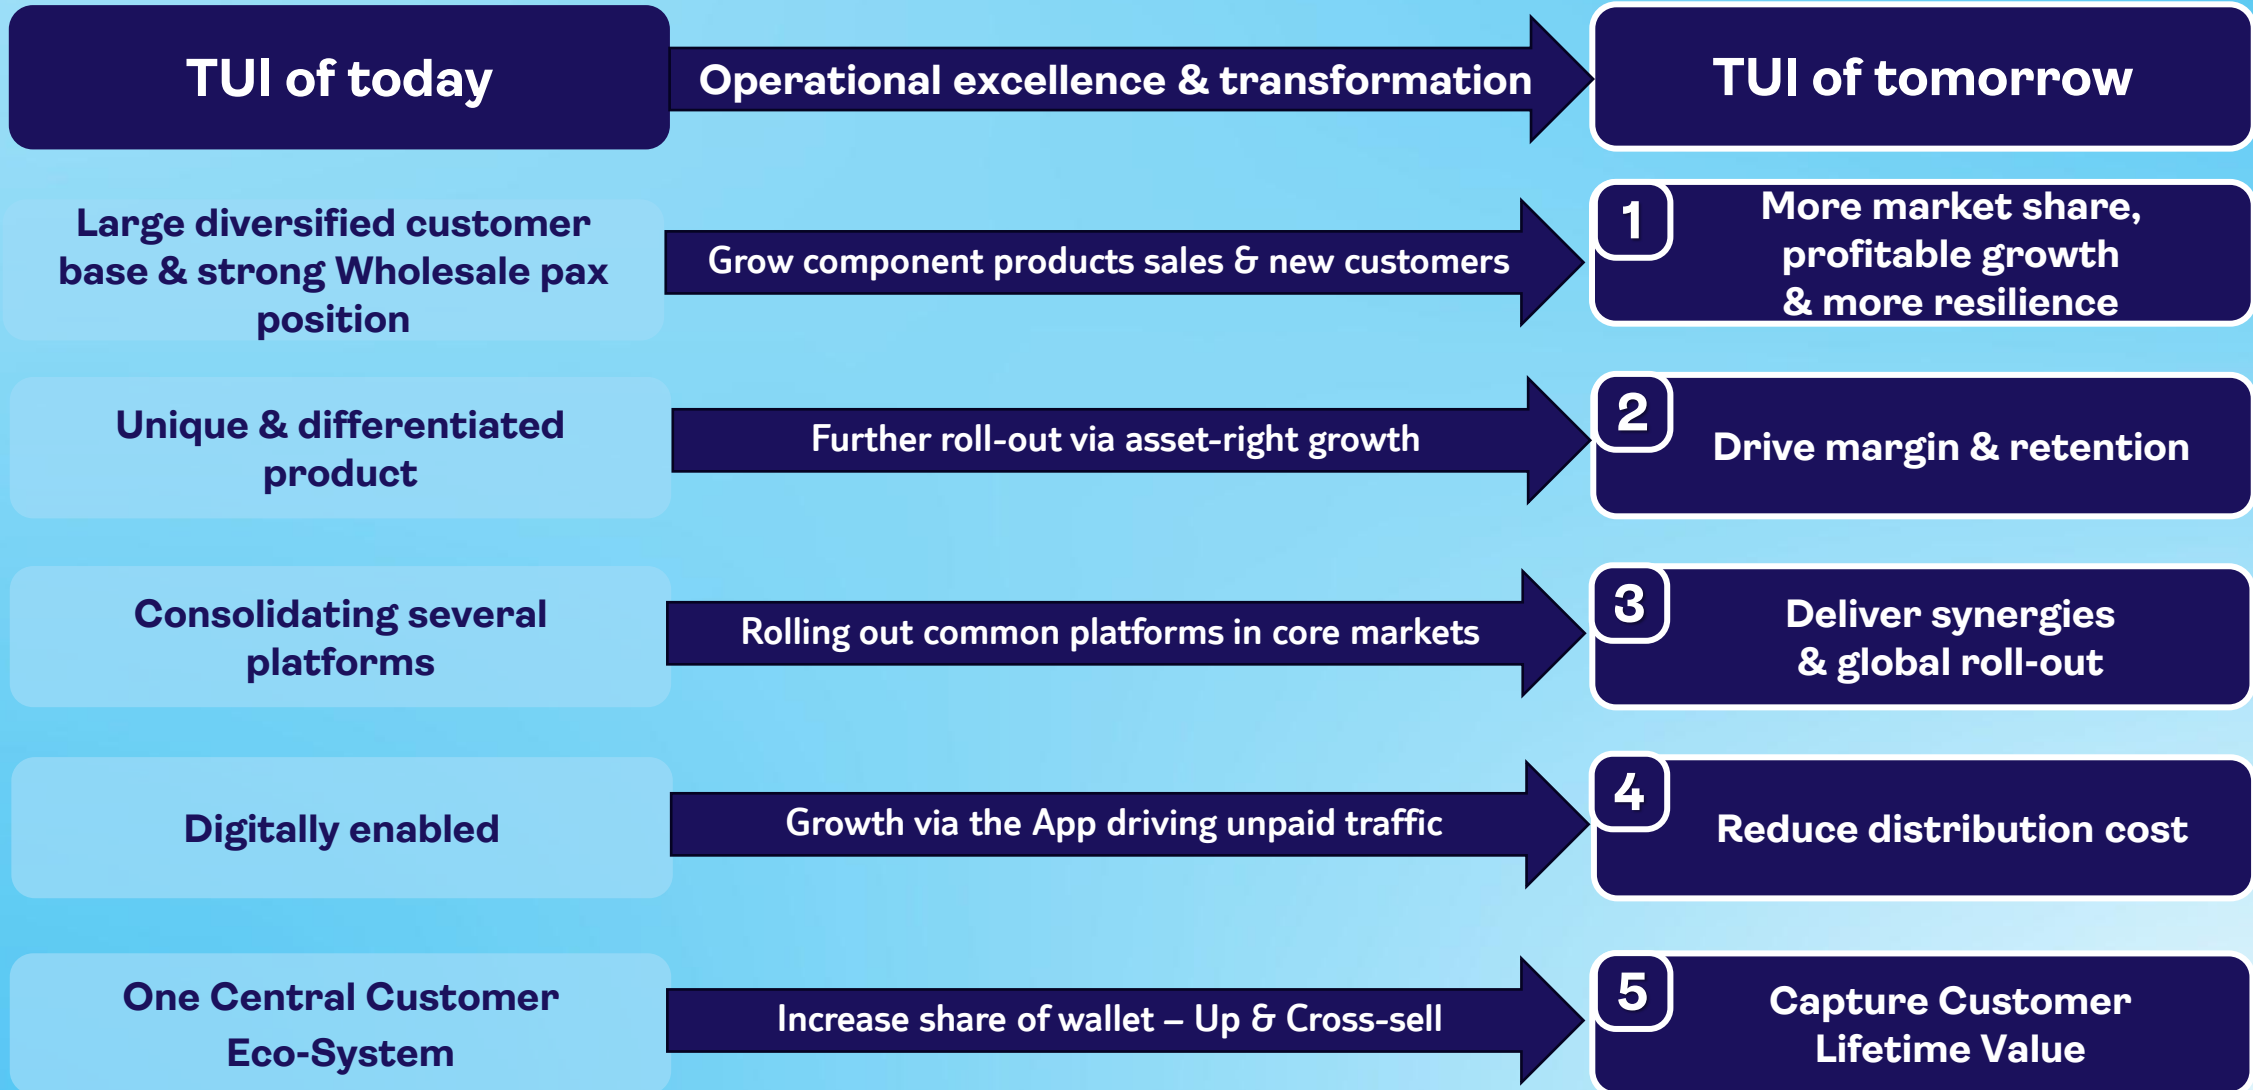 TUI of today
Operational excellence & transformation
TUI of tomorrow
Large diversified customer
base & strong Wholesale pax
position
Grow component products sales & new customers
1
More market share,
profitable growth
& more resilience
Unique & differentiated
product
Further roll-out via asset-right growth
2
Drive margin & retention
Consolidating several
platforms
Rolling out common platforms in core markets
3
Deliver synergies
& global roll-out
Digitally enabled
Growth via the App driving unpaid traffic
4
Reduce distribution cost
One Central Customer
Eco-System
Increase share of wallet – Up & Cross-sell
5
Capture Customer
Lifetime Value